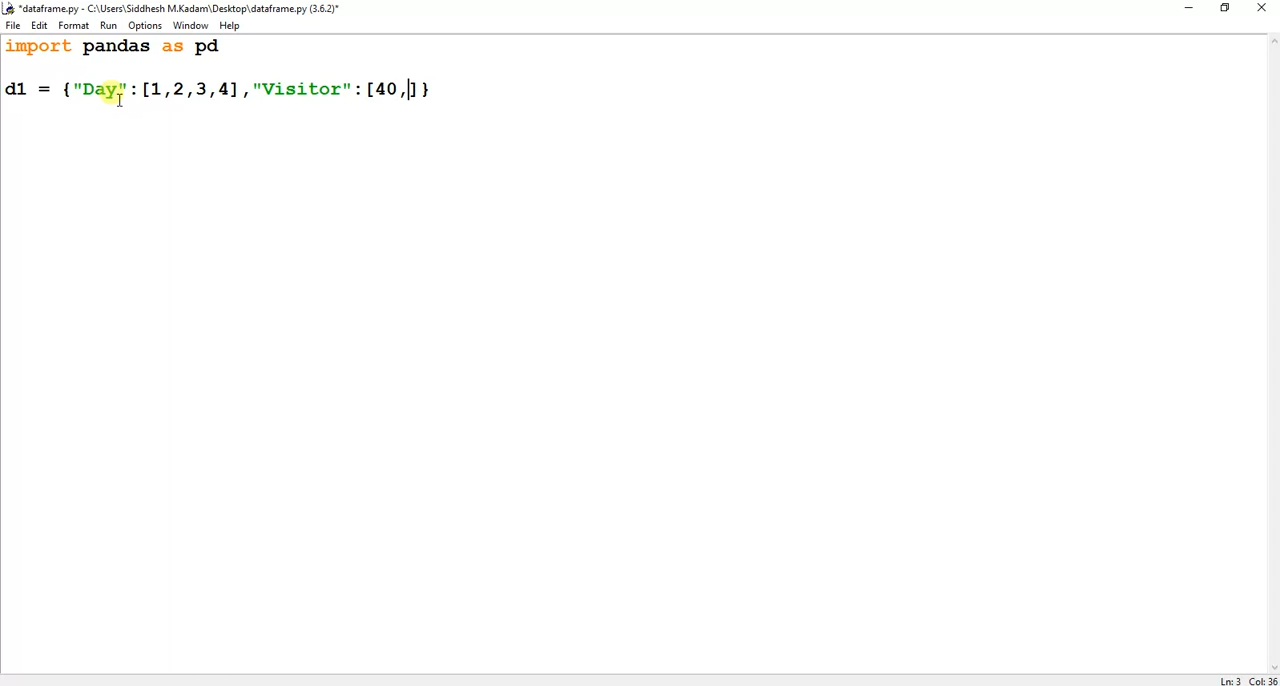 *dataframe.py - C:\Users\Siddhesh M.Kadam\Desktop\dataframe.py (3.6.2)*
File Edit Format Run Options Window Help
import pandas as pd
d1 = {"Day":[1,2,3,4],"Visitor":[40,]}
Ln: 3 Col: 36